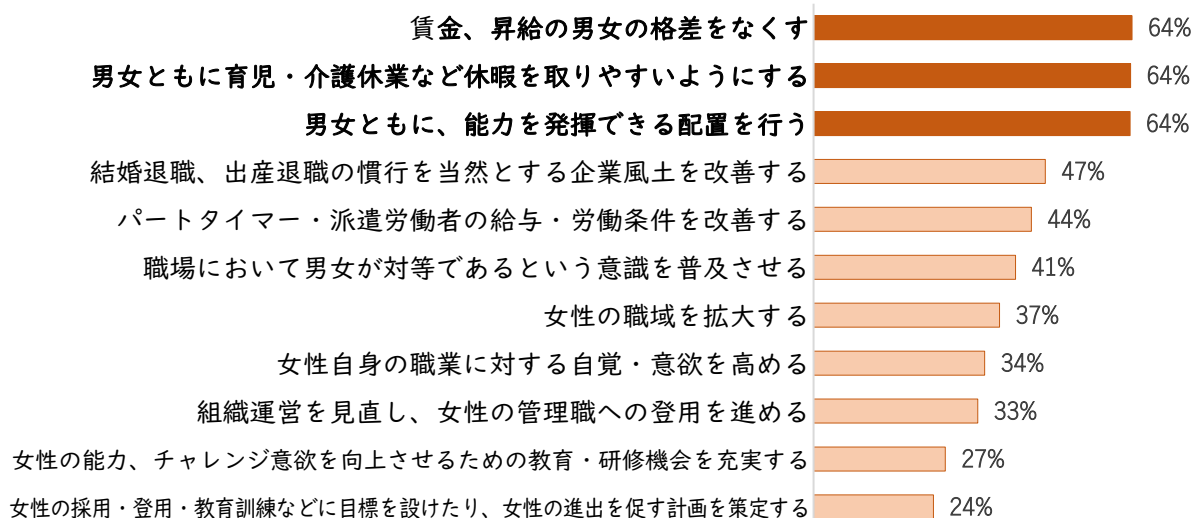 賃金、昇給の男女の格差をなくす 64%
男女ともに育児・介護休業など休暇を取りやすいようにする 64%
男女ともに、能力を発揮できる配置を行う 64%
結婚退職、出産退職の慣行を当然とする企業風土を改善する 47%
パートタイマー・派遣労働者の給与・労働条件を改善する 44%
職場において男女が対等であるという意識を普及させる 41%
女性の職域を拡大する 37%
女性自身の職業に対する自覚・意欲を高める 34%
組織運営を見直し、女性の管理職への登用を進める 33%
女性の能力、チャレンジ意欲を向上させるための教育・研修機会を充実する 27%
女性の採用・登用・教育訓練などに目標を設けたり、女性の進出を促す計画を策定する 24%